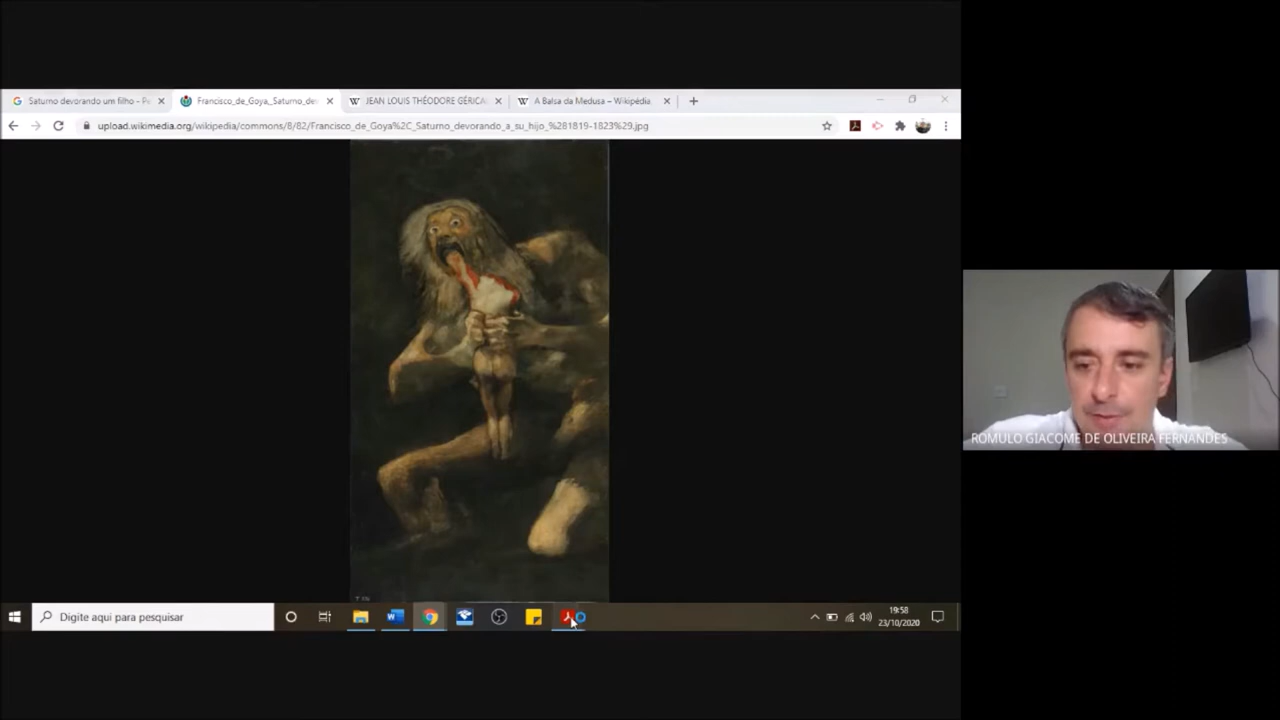 Saturno devorando um filho - Pe
Francisco_de_Goya,_Saturno_dev
JEAN LOUIS THÉODORE GÉRICA
A Balsa da Medusa – Wikipédia,
upload.wikimedia.org/wikipedia/commons/8/82/Francisco_de_Goya%2C_Saturno_devorando_a_su_hijo_%281819-1823%29.jpg
ROMULO GIACOME DE OLIVEIRA FERNANDES
Digite aqui para pesquisar
19:58
23/10/2020